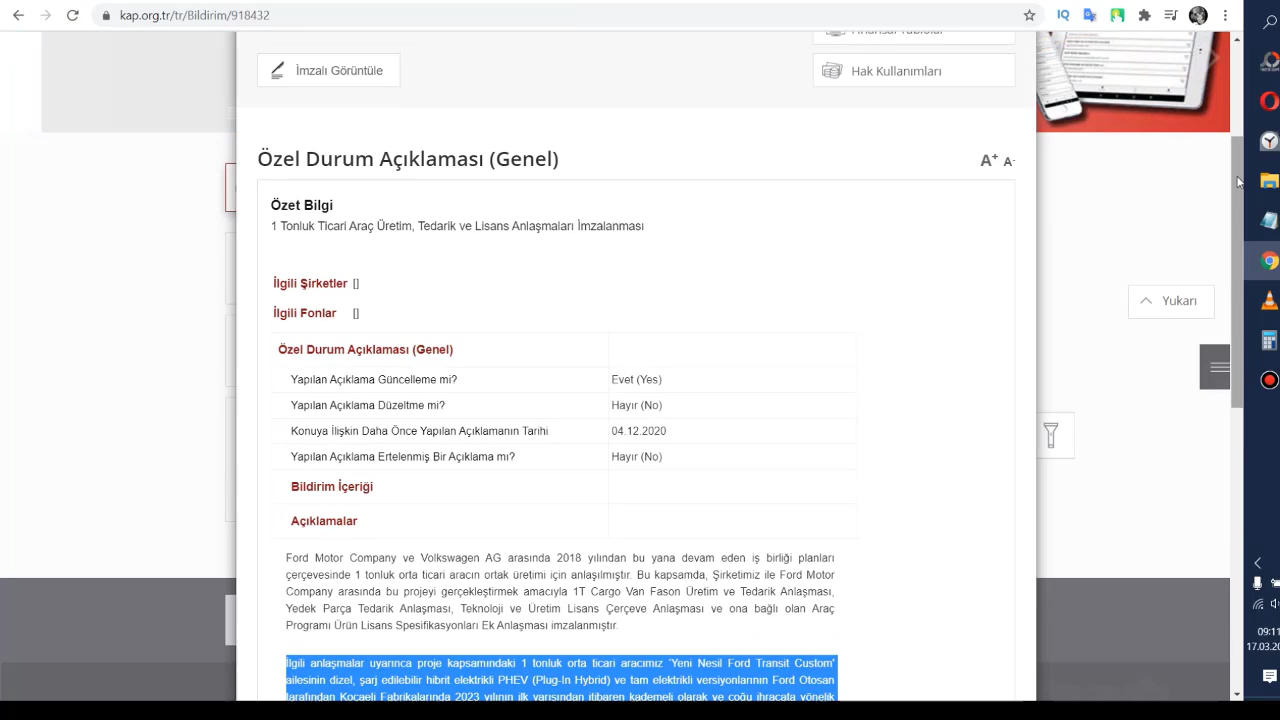 kap.org.tr/tr/Bildirim/918432
Hak Kullanımları
Özel Durum Açıklaması (Genel)
A+ A-
Özet Bilgi
1 Tonluk Ticari Araç Üretim, Tedarik ve Lisans Anlaşmaları İmzalanması
İlgili Şirketler []
İlgili Fonlar []
Özel Durum Açıklaması (Genel)
Yapılan Açıklama Güncelleme mi? Evet (Yes)
Yapılan Açıklama Düzeltme mi? Hayır (No)
Konuya İlişkin Daha Önce Yapılan Açıklamanın Tarihi 04.12.2020
Yapılan Açıklama Ertelenmiş Bir Açıklama mı? Hayır (No)
Bildirim İçeriği
Açıklamalar
Ford Motor Company ve Volkswagen AG arasında 2018 yılından bu yana devam eden iş birliği planları
çerçevesinde 1 tonluk orta ticari aracın ortak üretimi için anlaşılmıştır. Bu kapsamda, Şirketimiz ile Ford Motor
Company arasında bu projeyi gerçekleştirmek amacıyla 1T Cargo Van Fason Üretim ve Tedarik Anlaşması,
Yedek Parça Tedarik Anlaşması, Teknoloji ve Üretim Lisans Çerçeve Anlaşması ve ona bağlı olan Araç
Programı Ürün Lisans Spesifikasyonları Ek Anlaşması imzalanmıştır.
İlgili anlaşmalar uyarınca proje kapsamındaki 1 tonluk orta ticari aracımız 'Yeni Nesil Ford Transit Custom'
ailesinin dizel, şarj edilebilir hibrit elektrikli PHEV (Plug-In Hybrid) ve tam elektrikli versiyonlarının Ford Otosan
tarafından Kocaeli Fabrikalarında 2023 yılının ilk yarısından itibaren kademeli olarak ve çoğu ihracata yönelik
Yukarı
09:11
17.03.20